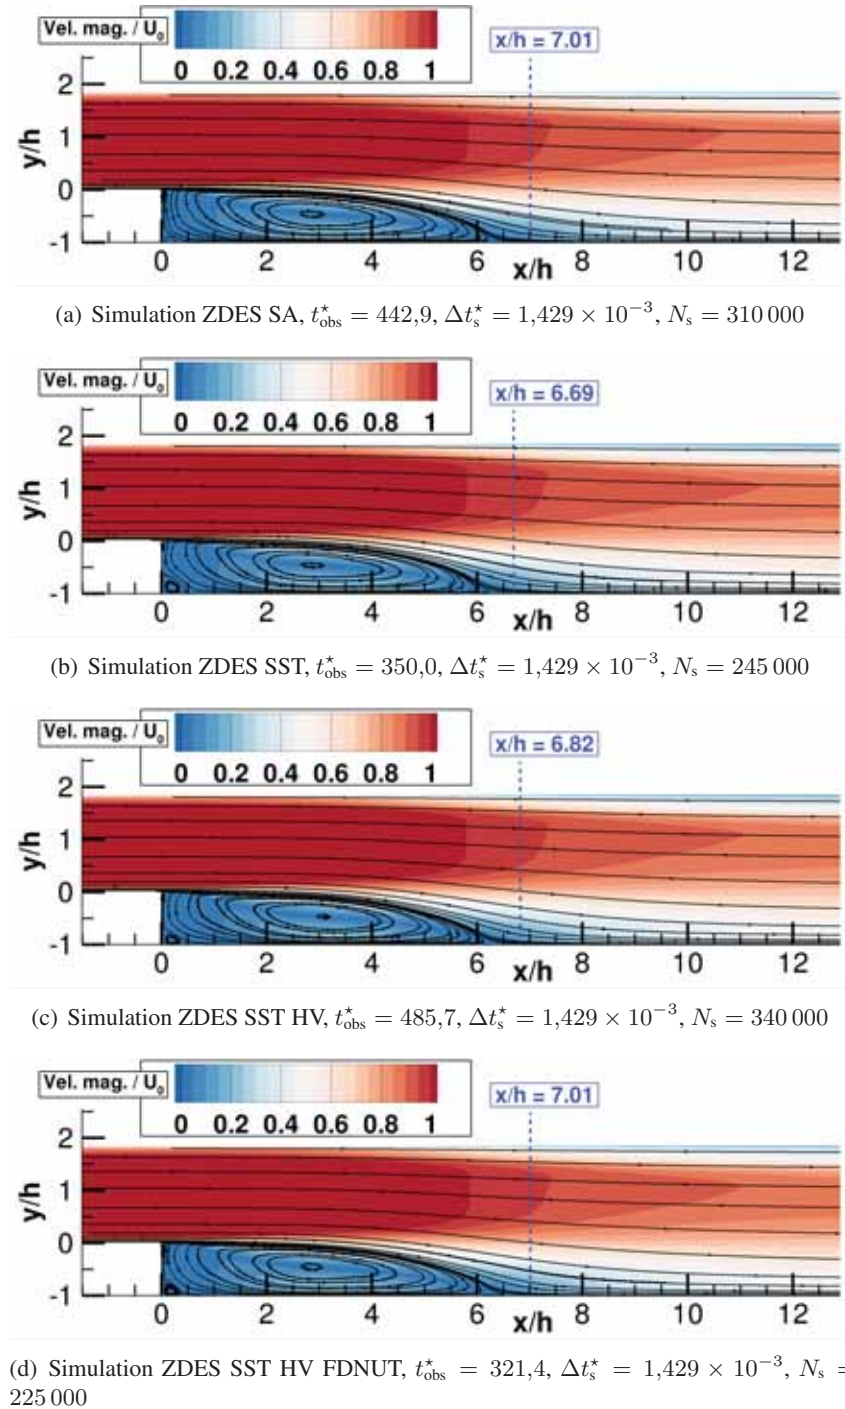 Vel. mag. / U₀
0 0.2 0.4 0.6 0.8 1
x/h = 7.01
2
1
0
-1
y/h
0 2 4 6 x/h 8 10 12
(a) Simulation ZDES SA, t*obs = 442,9, Δt*s = 1,429 × 10⁻³, Ns = 310 000
Vel. mag. / U₀
0 0.2 0.4 0.6 0.8 1
x/h = 6.69
2
1
0
-1
y/h
0 2 4 6 x/h 8 10 12
(b) Simulation ZDES SST, t*obs = 350,0, Δt*s = 1,429 × 10⁻³, Ns = 245 000
Vel. mag. / U₀
0 0.2 0.4 0.6 0.8 1
x/h = 6.82
2
1
0
-1
y/h
0 2 4 6 x/h 8 10 12
(c) Simulation ZDES SST HV, t*obs = 485,7, Δt*s = 1,429 × 10⁻³, Ns = 340 000
Vel. mag. / U₀
0 0.2 0.4 0.6 0.8 1
x/h = 7.01
2
1
0
-1
y/h
0 2 4 6 x/h 8 10 12
(d) Simulation ZDES SST HV FDNUT, t*obs = 321,4, Δt*s = 1,429 × 10⁻³, Ns =
225 000